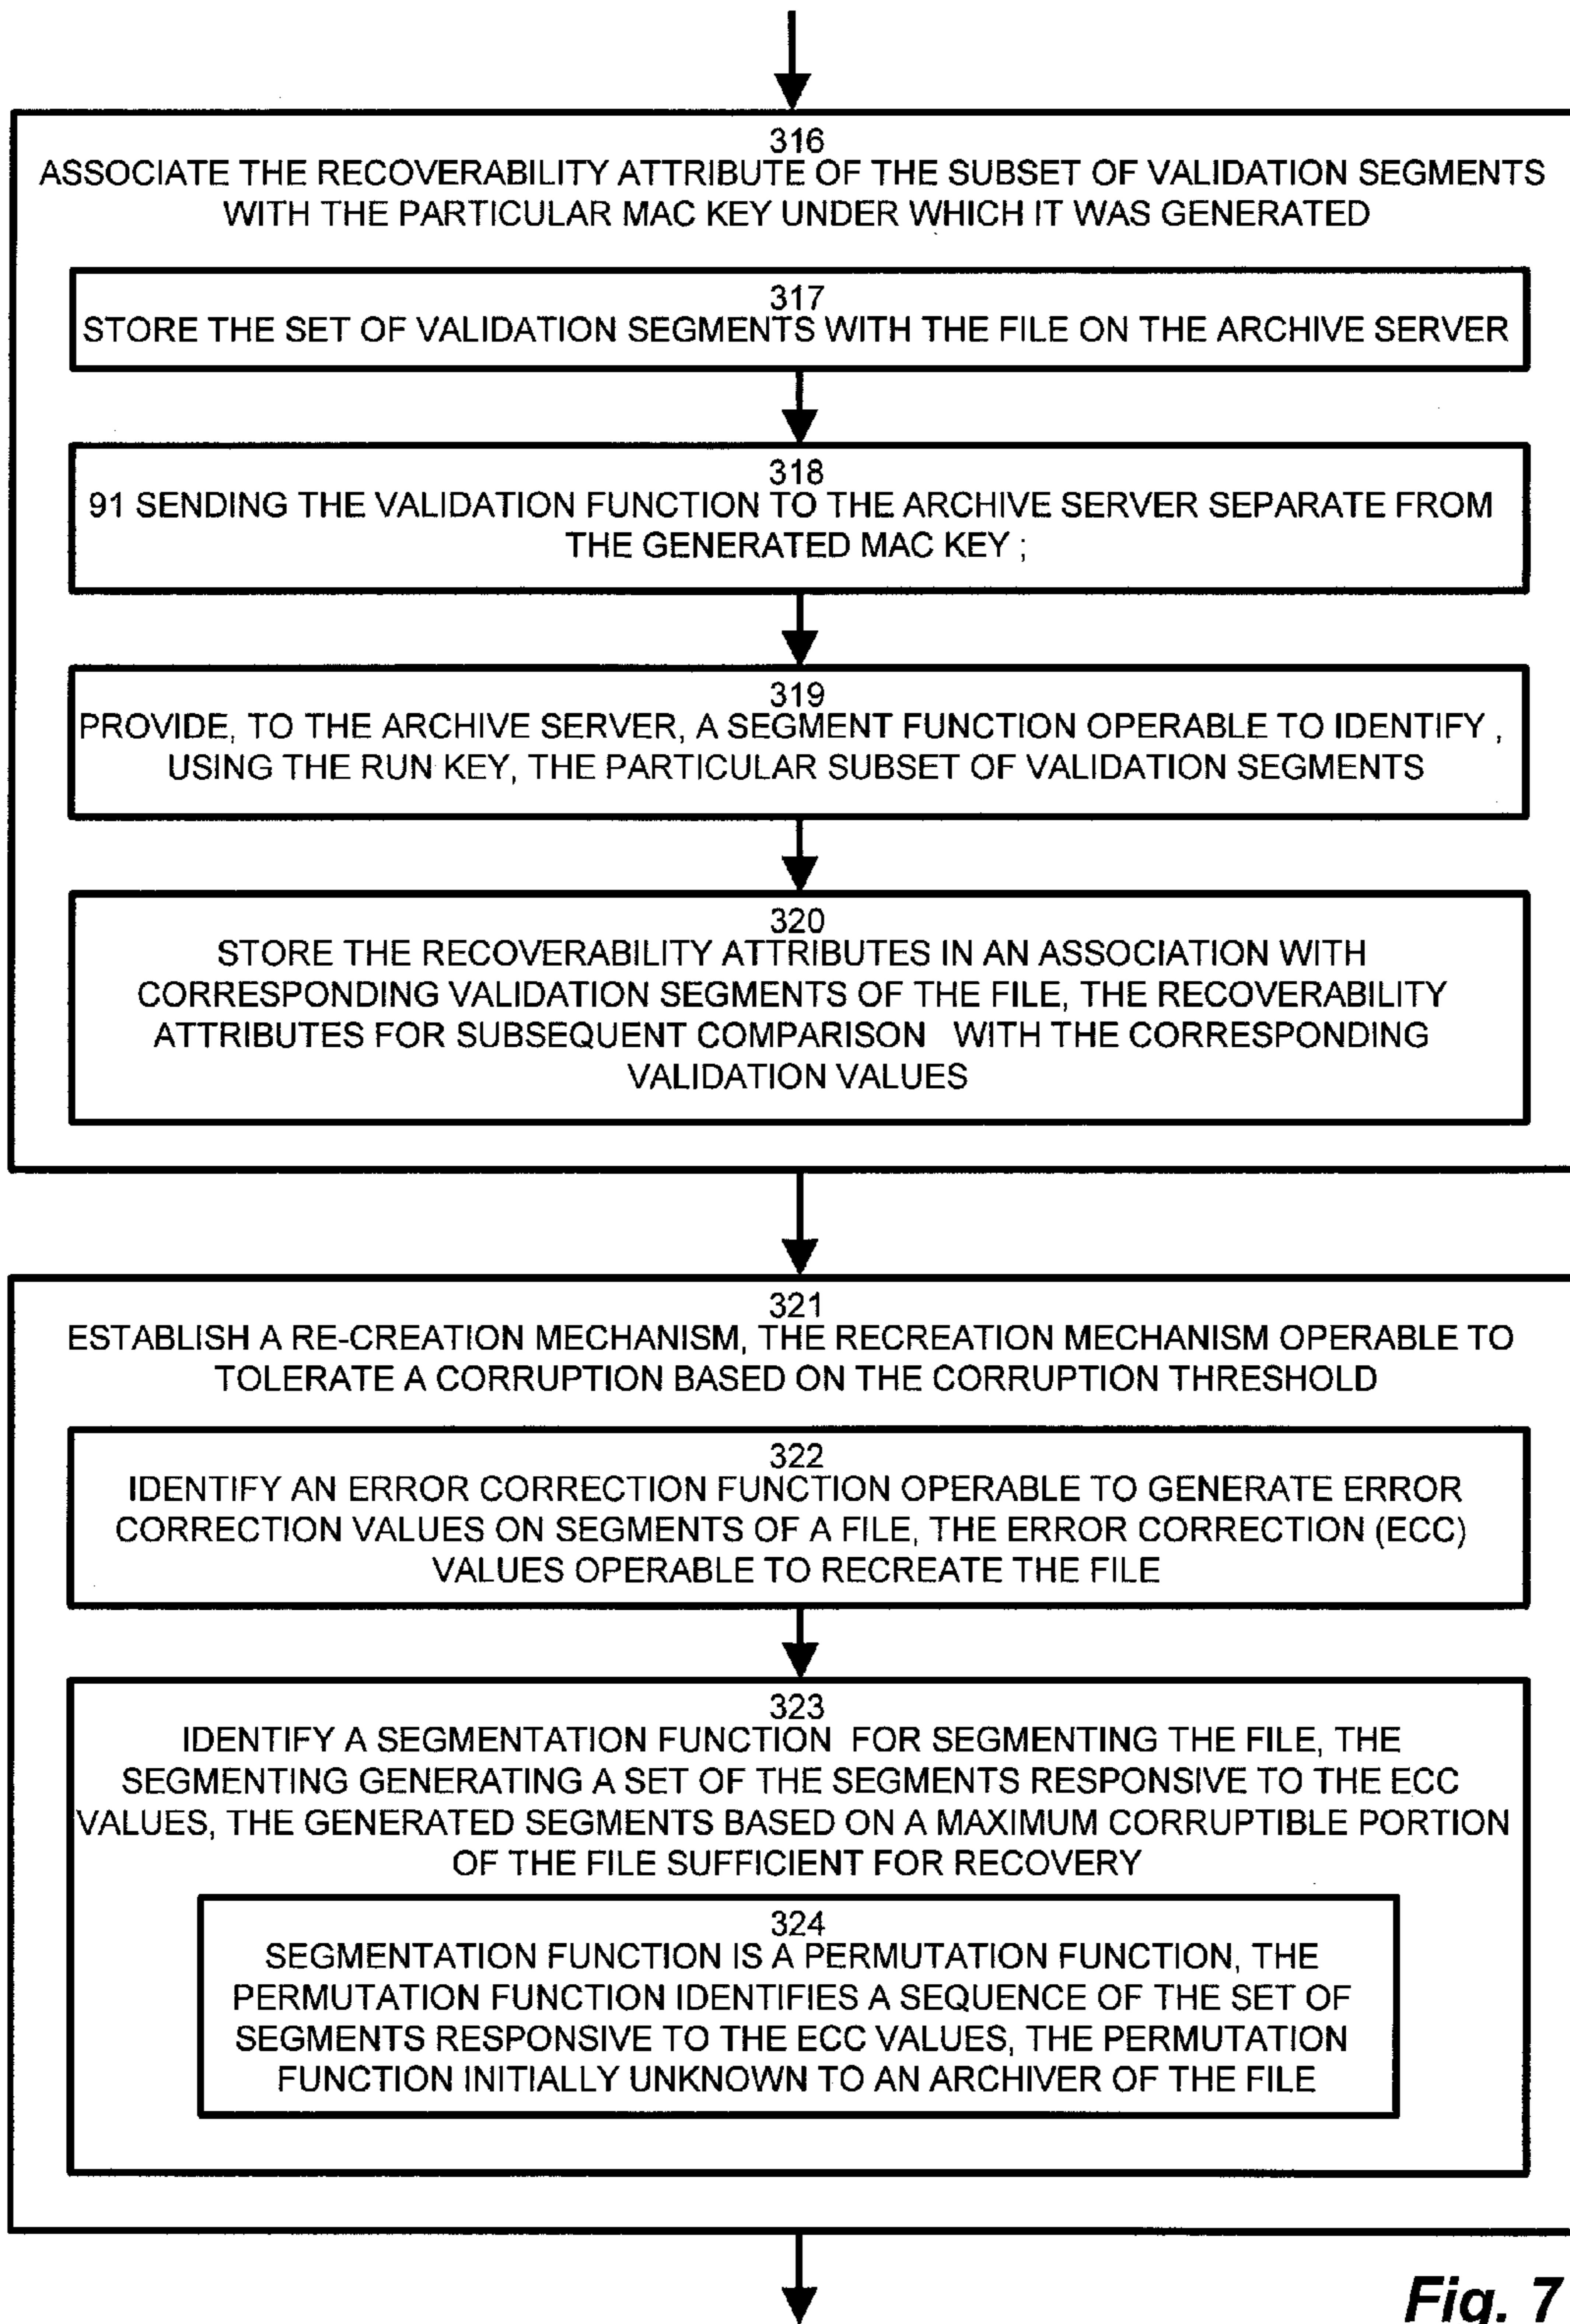 316
ASSOCIATE THE RECOVERABILITY ATTRIBUTE OF THE SUBSET OF VALIDATION SEGMENTS
WITH THE PARTICULAR MAC KEY UNDER WHICH IT WAS GENERATED
317
STORE THE SET OF VALIDATION SEGMENTS WITH THE FILE ON THE ARCHIVE SERVER
318
91 SENDING THE VALIDATION FUNCTION TO THE ARCHIVE SERVER SEPARATE FROM
THE GENERATED MAC KEY ;
319
PROVIDE, TO THE ARCHIVE SERVER, A SEGMENT FUNCTION OPERABLE TO IDENTIFY ,
USING THE RUN KEY, THE PARTICULAR SUBSET OF VALIDATION SEGMENTS
320
STORE THE RECOVERABILITY ATTRIBUTES IN AN ASSOCIATION WITH
CORRESPONDING VALIDATION SEGMENTS OF THE FILE, THE RECOVERABILITY
ATTRIBUTES FOR SUBSEQUENT COMPARISON WITH THE CORRESPONDING
VALIDATION VALUES
321
ESTABLISH A RE-CREATION MECHANISM, THE RECREATION MECHANISM OPERABLE TO
TOLERATE A CORRUPTION BASED ON THE CORRUPTION THRESHOLD
322
IDENTIFY AN ERROR CORRECTION FUNCTION OPERABLE TO GENERATE ERROR
CORRECTION VALUES ON SEGMENTS OF A FILE, THE ERROR CORRECTION (ECC)
VALUES OPERABLE TO RECREATE THE FILE
323
IDENTIFY A SEGMENTATION FUNCTION FOR SEGMENTING THE FILE, THE
SEGMENTING GENERATING A SET OF THE SEGMENTS RESPONSIVE TO THE ECC
VALUES, THE GENERATED SEGMENTS BASED ON A MAXIMUM CORRUPTIBLE PORTION
OF THE FILE SUFFICIENT FOR RECOVERY
324
SEGMENTATION FUNCTION IS A PERMUTATION FUNCTION, THE
PERMUTATION FUNCTION IDENTIFIES A SEQUENCE OF THE SET OF
SEGMENTS RESPONSIVE TO THE ECC VALUES, THE PERMUTATION
FUNCTION INITIALLY UNKNOWN TO AN ARCHIVER OF THE FILE
Fig. 7